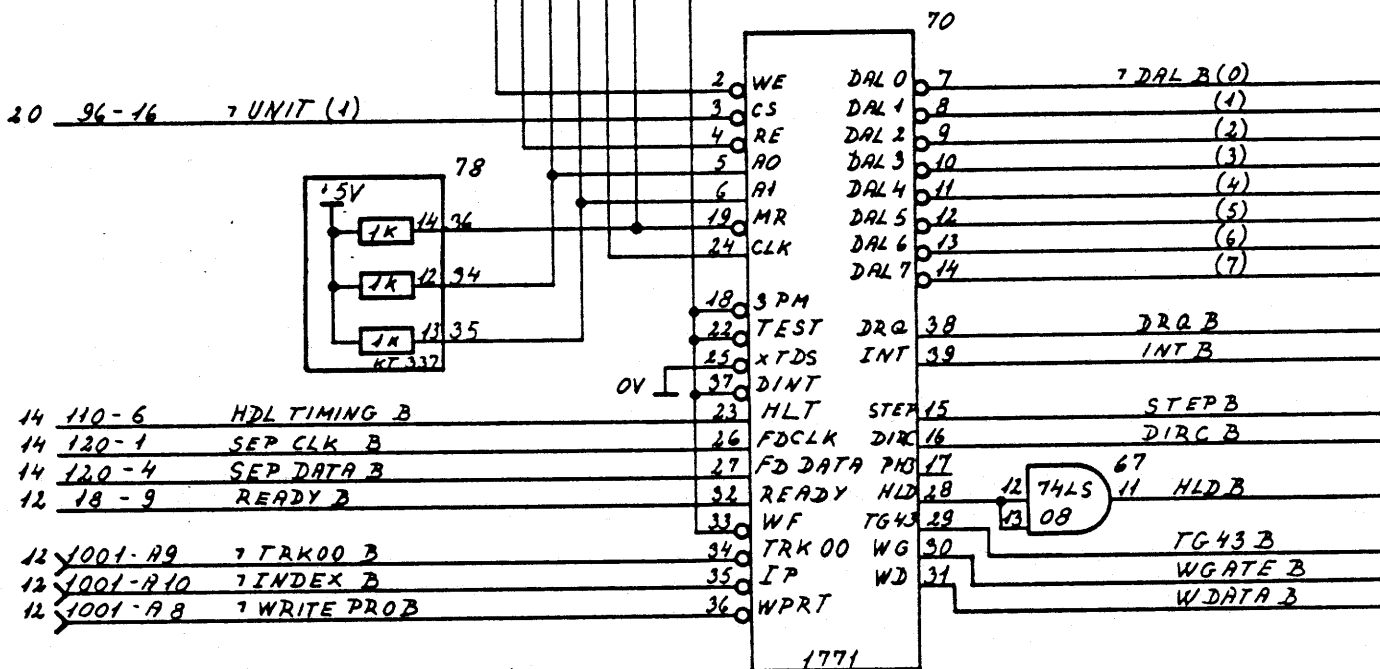 70
2 WE DAL 0 7 ¬ DAL B (0)
20 96-16 ¬ UNIT (1) 3 CS DAL 1 8 (1)
4 RE DAL 2 9 (2)
5 A0 DAL 3 10 (3)
78 6 A1 DAL 4 11 (4)
+5V
1K 14 36 19 MR DAL 5 12 (5)
24 CLK DAL 6 13 (6)
1K 12 94 DAL 7 14 (7)
18 3PM
1K 13 35 22 TEST DRQ 38 DRQ B
KT 337 25 XTDS INT 39 INT B
0V 37 DINT
14 110-6 HDL TIMING B 23 HLT STEP 15 STEP B
14 120-1 SEP CLK B 26 FDCLK DIRC 16 DIRC B
14 120-4 SEP DATA B 27 FD DATA PH3 17
67
12 18-9 READY B 32 READY HLD 28 12 74LS 11 HLD B
33 WF TG43 29 13 08
12 1001-A9 ¬ TRK00 B 34 TRK 00 WG 30 TG 43 B
12 1001-A10 ¬ INDEX B 35 IP WD 31 WGATE B
12 1001-A8 ¬ WRITE PROB 36 WPRT WDATA B
1771